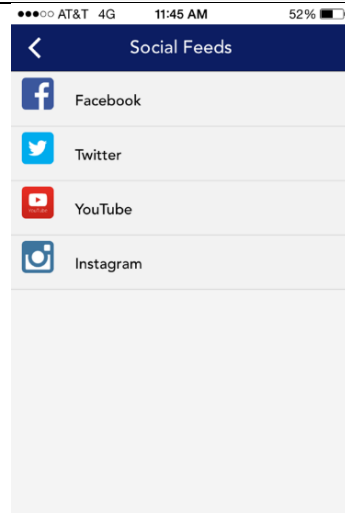 AT&T 4G 11:45 AM 52%
Social Feeds
Facebook
Twitter
YouTube
Instagram